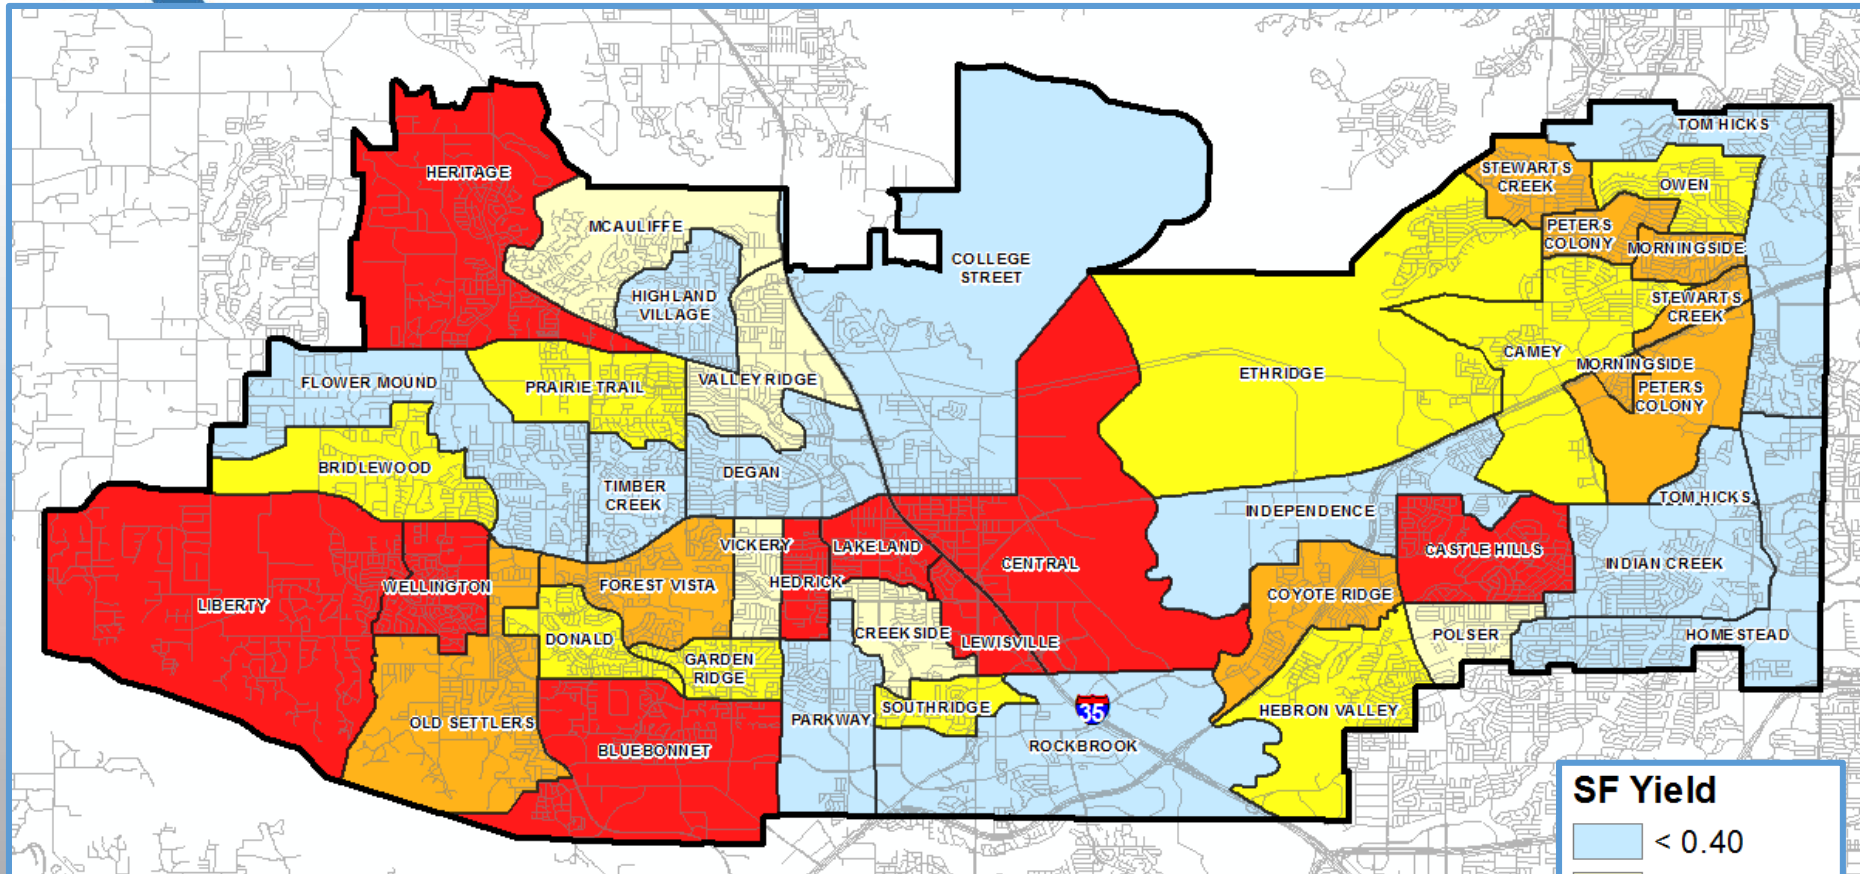 TOM HICKS
HERITAGE
STEWARTS
CREEK
OWEN
MCAULIFFE
PETERS
COLONY
MORNINGSIDE
COLLEGE
STREET
HIGHLAND
VILLAGE
STEWARTS
CREEK
CAMEY
MORNINGSIDE
ETHRIDGE
FLOWER MOUND
PRAIRIE TRAIL
VALLEY RIDGE
PETERS
COLONY
BRIDLEWOOD
DEGAN
TIMBER
CREEK
TOM HICKS
INDEPENDENCE
VICKERY
LAKELAND
CASTLE HILLS
CENTRAL
INDIAN CREEK
WELLINGTON
FOREST VISTA
HEDRICK
COYOTE RIDGE
LIBERTY
DONALD
CREEKSIDE
LEWISVILLE
POLSER
HOMESTEAD
GARDEN
RIDGE
OLD SETTLERS
PARKWAY
SOUTHRIDGE
35
HEBRON VALLEY
BLUEBONNET
ROCKBROOK
SF Yield
< 0.40